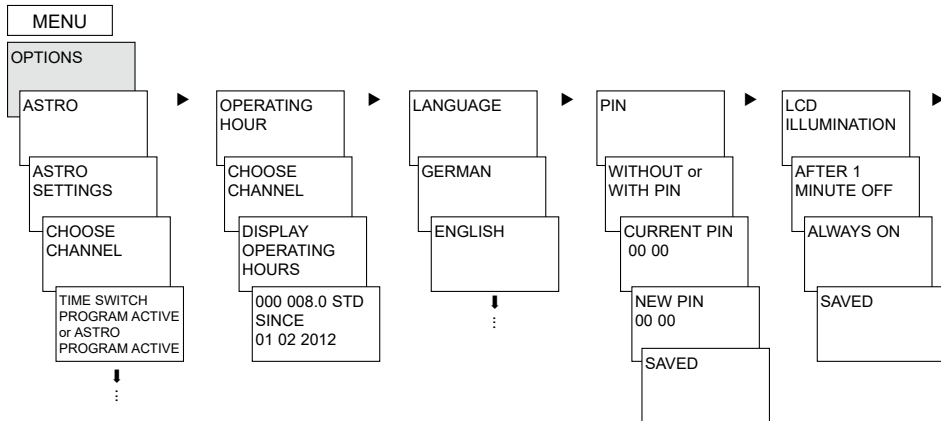 MENU
OPTIONS
ASTRO
ASTRO
SETTINGS
CHOOSE
CHANNEL
TIME SWITCH
PROGRAM ACTIVE
or ASTRO
PROGRAM ACTIVE
OPERATING
HOUR
CHOOSE
CHANNEL
DISPLAY
OPERATING
HOURS
000 008.0 STD
SINCE
01 02 2012
LANGUAGE
GERMAN
ENGLISH
PIN
WITHOUT or
WITH PIN
CURRENT PIN
00 00
NEW PIN
00 00
SAVED
LCD
ILLUMINATION
AFTER 1
MINUTE OFF
ALWAYS ON
SAVED